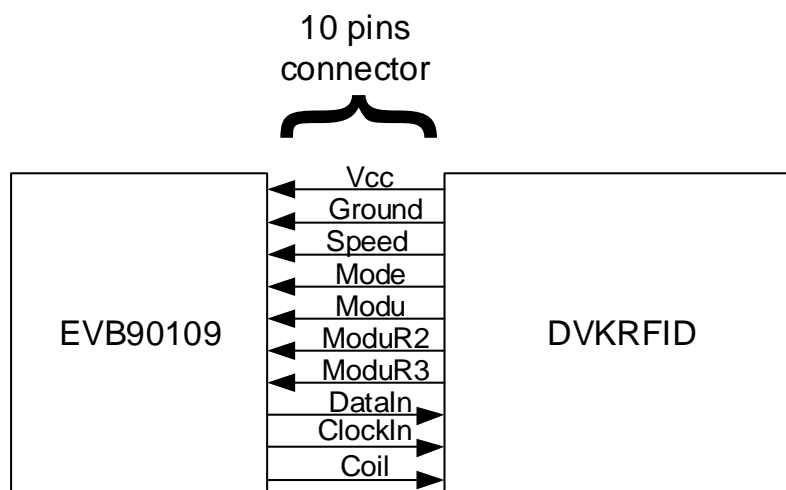 10 pins
connector
Vcc
Ground
Speed
Mode
Modu
EVB90109
ModuR2
DVKRFID
ModuR3
DataIn
ClockIn
Coil